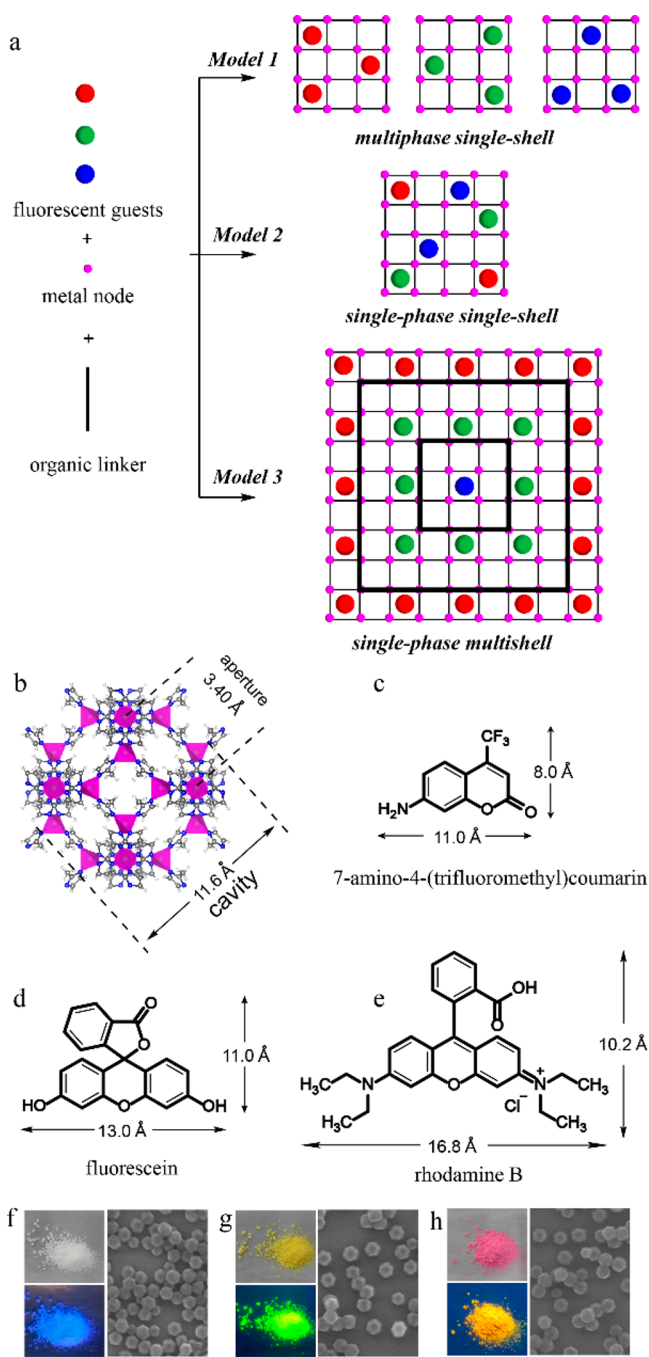 a
Model 1
multiphase single-shell
fluorescent guests
+
metal node
+
organic linker
Model 2
single-phase single-shell
Model 3
single-phase multishell
b
aperture
3.40 Å
11.6 Å
cavity
c
CF3
H2N
O
O
8.0 Å
11.0 Å
7-amino-4-(trifluoromethyl)coumarin
d
O
O
HO
O
OH
11.0 Å
13.0 Å
fluorescein
e
OH
O
H3C
N
O
N+
CH3
CH3
Cl−
CH3
10.2 Å
16.8 Å
rhodamine B
f
g
h